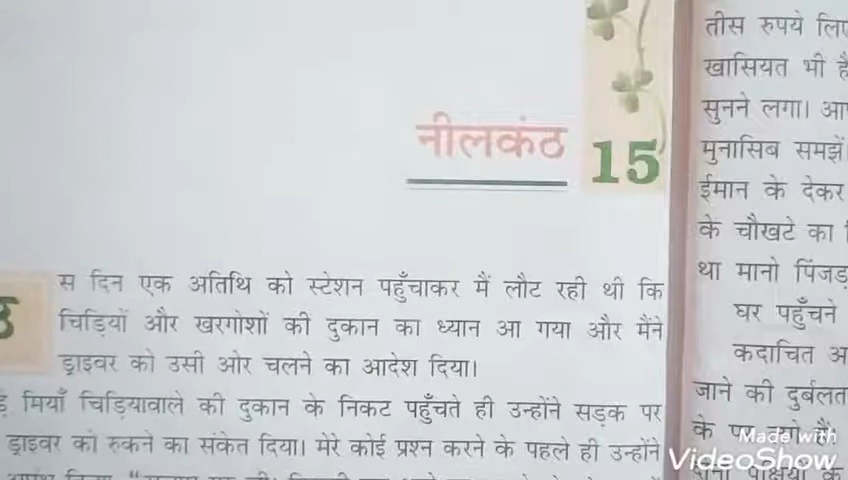 नीलकंठ
15
स दिन एक अतिथि को स्टेशन पहुँचाकर मैं लौट रही थी कि
चिड़ियों और खरगोशों की दुकान का ध्यान आ गया और मैंने
ड्राइवर को उसी ओर चलने का आदेश दिया।
मियाँ चिड़ियावाले की दुकान के निकट पहुँचते ही उन्होंने सड़क पर
ड्राइवर को रुकने का संकेत दिया। मेरे कोई प्रश्न करने के पहले ही उन्होंने
तीस रुपये लिए
खासियत भी है
सुनने लगा। आप
मुनासिब समझें।
ईमान के देकर
के चौखटे का
था मानो पिंजड़
घर पहुँचने
कदाचित अ
जाने की दुर्बलत
के
Made with
VideoShow